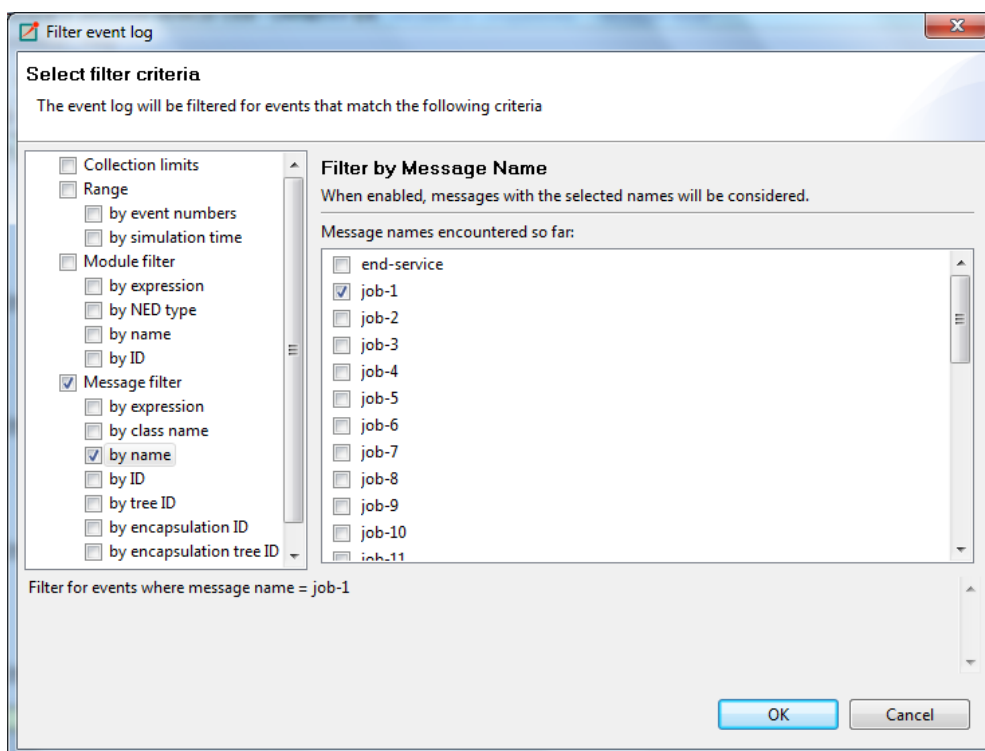 Filter event log
Select filter criteria
The event log will be filtered for events that match the following criteria
Collection limits
Range
by event numbers
by simulation time
Module filter
by expression
by NED type
by name
by ID
Message filter
by expression
by class name
by name
by ID
by tree ID
by encapsulation ID
by encapsulation tree ID
Filter by Message Name
When enabled, messages with the selected names will be considered.
Message names encountered so far:
end-service
job-1
job-2
job-3
job-4
job-5
job-6
job-7
job-8
job-9
job-10
job-11
Filter for events where message name = job-1
OK
Cancel